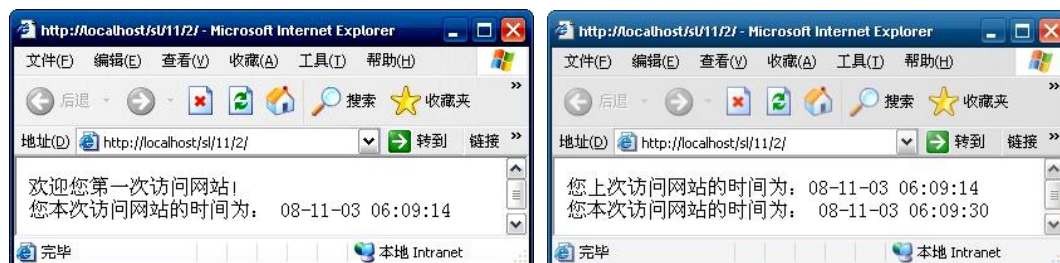 http://localhost/sl/11/2/ - Microsoft Internet Explorer
文件(F) 编辑(E) 查看(V) 收藏(A) 工具(T) 帮助(H)
后退 搜索 收藏夹
地址(D) http://localhost/sl/11/2/ 转到 链接
欢迎您第一次访问网站!
您本次访问网站的时间为: 08-11-03 06:09:14
完毕 本地 Intranet
http://localhost/sl/11/2/ - Microsoft Internet Explorer
文件(F) 编辑(E) 查看(V) 收藏(A) 工具(T) 帮助(H)
后退 搜索 收藏夹
地址(D) http://localhost/sl/11/2/ 转到 链接
您上次访问网站的时间为:08-11-03 06:09:14
您本次访问网站的时间为: 08-11-03 06:09:30
完毕 本地 Intranet